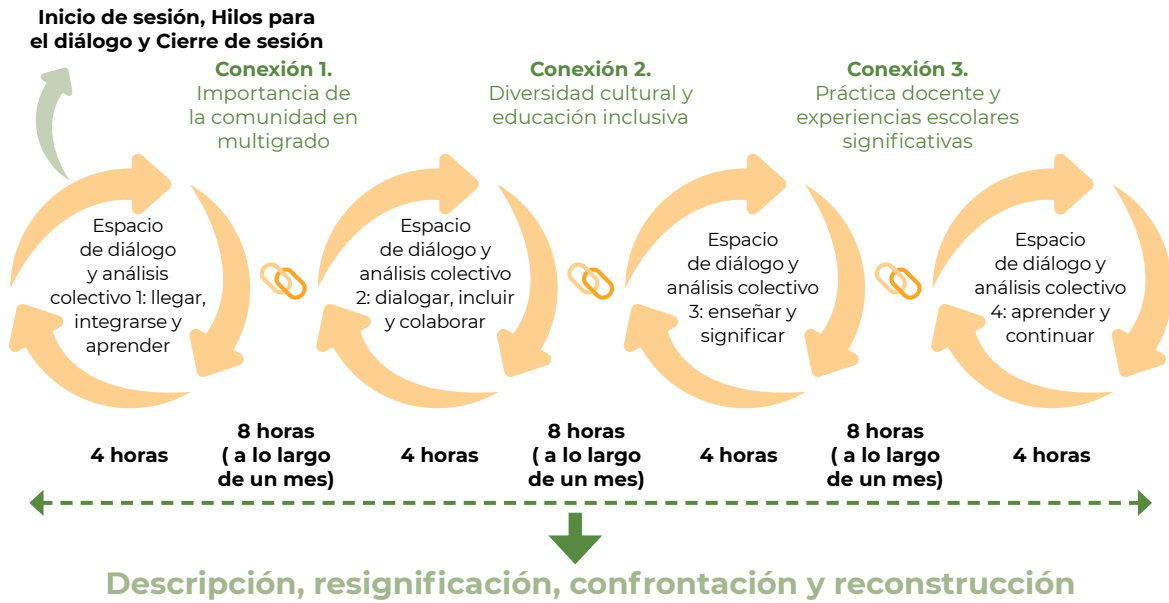 Inicio de sesión, Hilos para
el diálogo y Cierre de sesión
Conexión 1.
Importancia de
la comunidad en
multigrado
Conexión 2.
Diversidad cultural y
educación inclusiva
Conexión 3.
Práctica docente y
experiencias escolares
significativas
Espacio
de diálogo
y análisis
colectivo 1: llegar,
integrarse y
aprender
Espacio
de diálogo y
análisis colectivo
2: dialogar, incluir
y colaborar
Espacio
de diálogo y
análisis colectivo
3: enseñar y
significar
Espacio
de diálogo y
análisis colectivo
4: aprender y
continuar
4 horas
8 horas
( a lo largo
de un mes)
4 horas
8 horas
( a lo largo
de un mes)
4 horas
8 horas
( a lo largo
de un mes)
4 horas
Descripción, resignificación, confrontación y reconstrucción